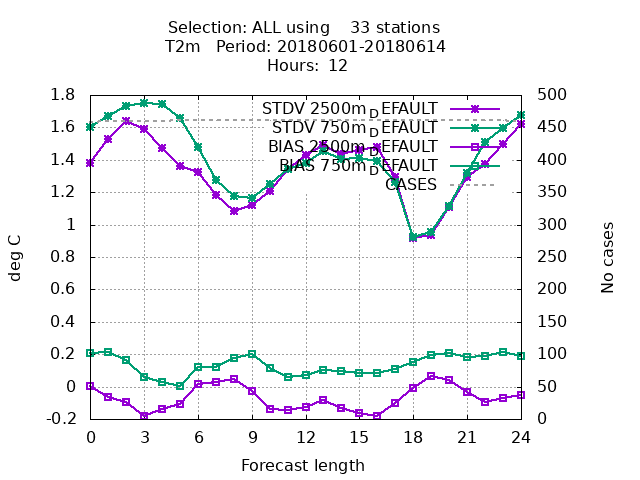 Selection: ALL using 33 stations
T2m Period: 20180601-20180614
Hours: 12
1.8
1.6
1.4
1.2
1
0.8
0.6
0.4
0.2
0
-0.2
500
450
400
350
300
250
200
150
100
50
0
STDV 2500m_DEFAULT
STDV 750m_DEFAULT
BIAS 2500m_DEFAULT
BIAS 750m_DEFAULT
CASES
deg C
No cases
0 3 6 9 12 15 18 21 24
Forecast length